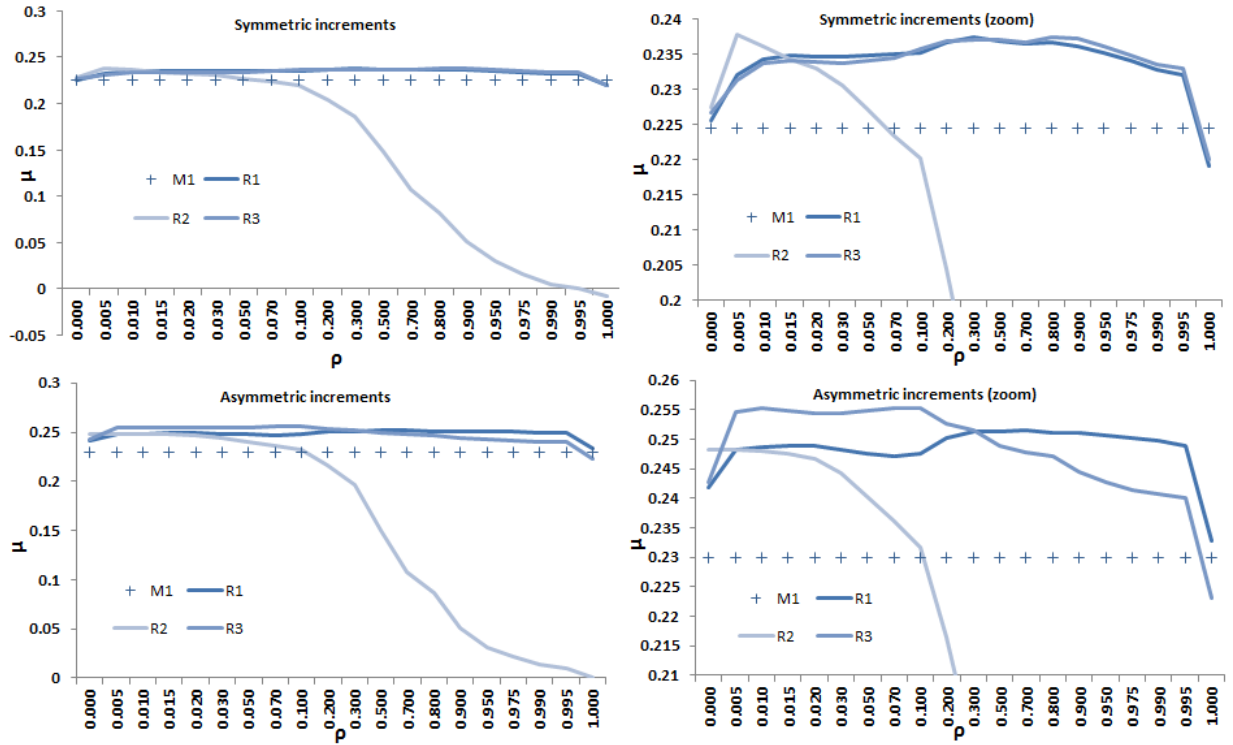 Symmetric increments
0.3
0.25
0.2
0.15
0.1
0.05
0
-0.05
μ
M1 R1
R2 R3
0.000 0.005 0.010 0.015 0.020 0.030 0.050 0.070 0.100 0.200 0.300 0.500 0.700 0.800 0.900 0.950 0.975 0.990 0.995 1.000
ρ
Symmetric increments (zoom)
0.24
0.235
0.23
0.225
0.22
0.215
0.21
0.205
0.2
μ
M1 R1
R2 R3
0.000 0.005 0.010 0.015 0.020 0.030 0.050 0.070 0.100 0.200 0.300 0.500 0.700 0.800 0.900 0.950 0.975 0.990 0.995 1.000
ρ
Asymmetric increments
0.3
0.25
0.2
0.15
0.1
0.05
0
μ
M1 R1
R2 R3
0.000 0.005 0.010 0.015 0.020 0.030 0.050 0.070 0.100 0.200 0.300 0.500 0.700 0.800 0.900 0.950 0.975 0.990 0.995 1.000
ρ
Asymmetric increments (zoom)
0.26
0.255
0.25
0.245
0.24
0.235
0.23
0.225
0.22
0.215
0.21
μ
M1 R1
R2 R3
0.000 0.005 0.010 0.015 0.020 0.030 0.050 0.070 0.100 0.200 0.300 0.500 0.700 0.800 0.900 0.950 0.975 0.990 0.995 1.000
ρ